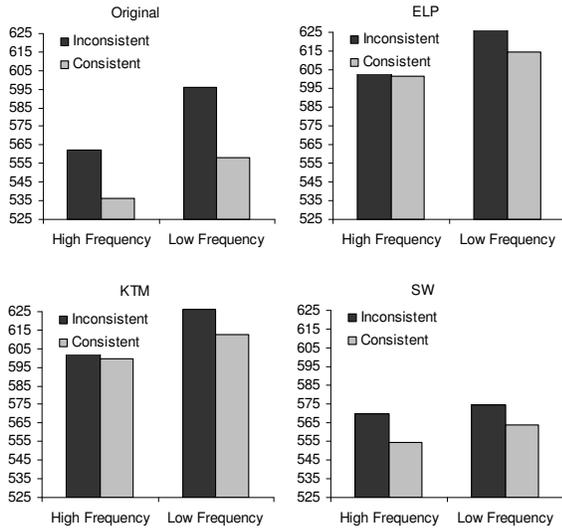 Original
625
615
605
595
585
575
565
555
545
535
525
Inconsistent
Consistent
High Frequency
Low Frequency
ELP
625
615
605
595
585
575
565
555
545
535
525
Inconsistent
Consistent
High Frequency
Low Frequency
KTM
625
615
605
595
585
575
565
555
545
535
525
Inconsistent
Consistent
High Frequency
Low Frequency
SW
625
615
605
595
585
575
565
555
545
535
525
Inconsistent
Consistent
High Frequency
Low Frequency